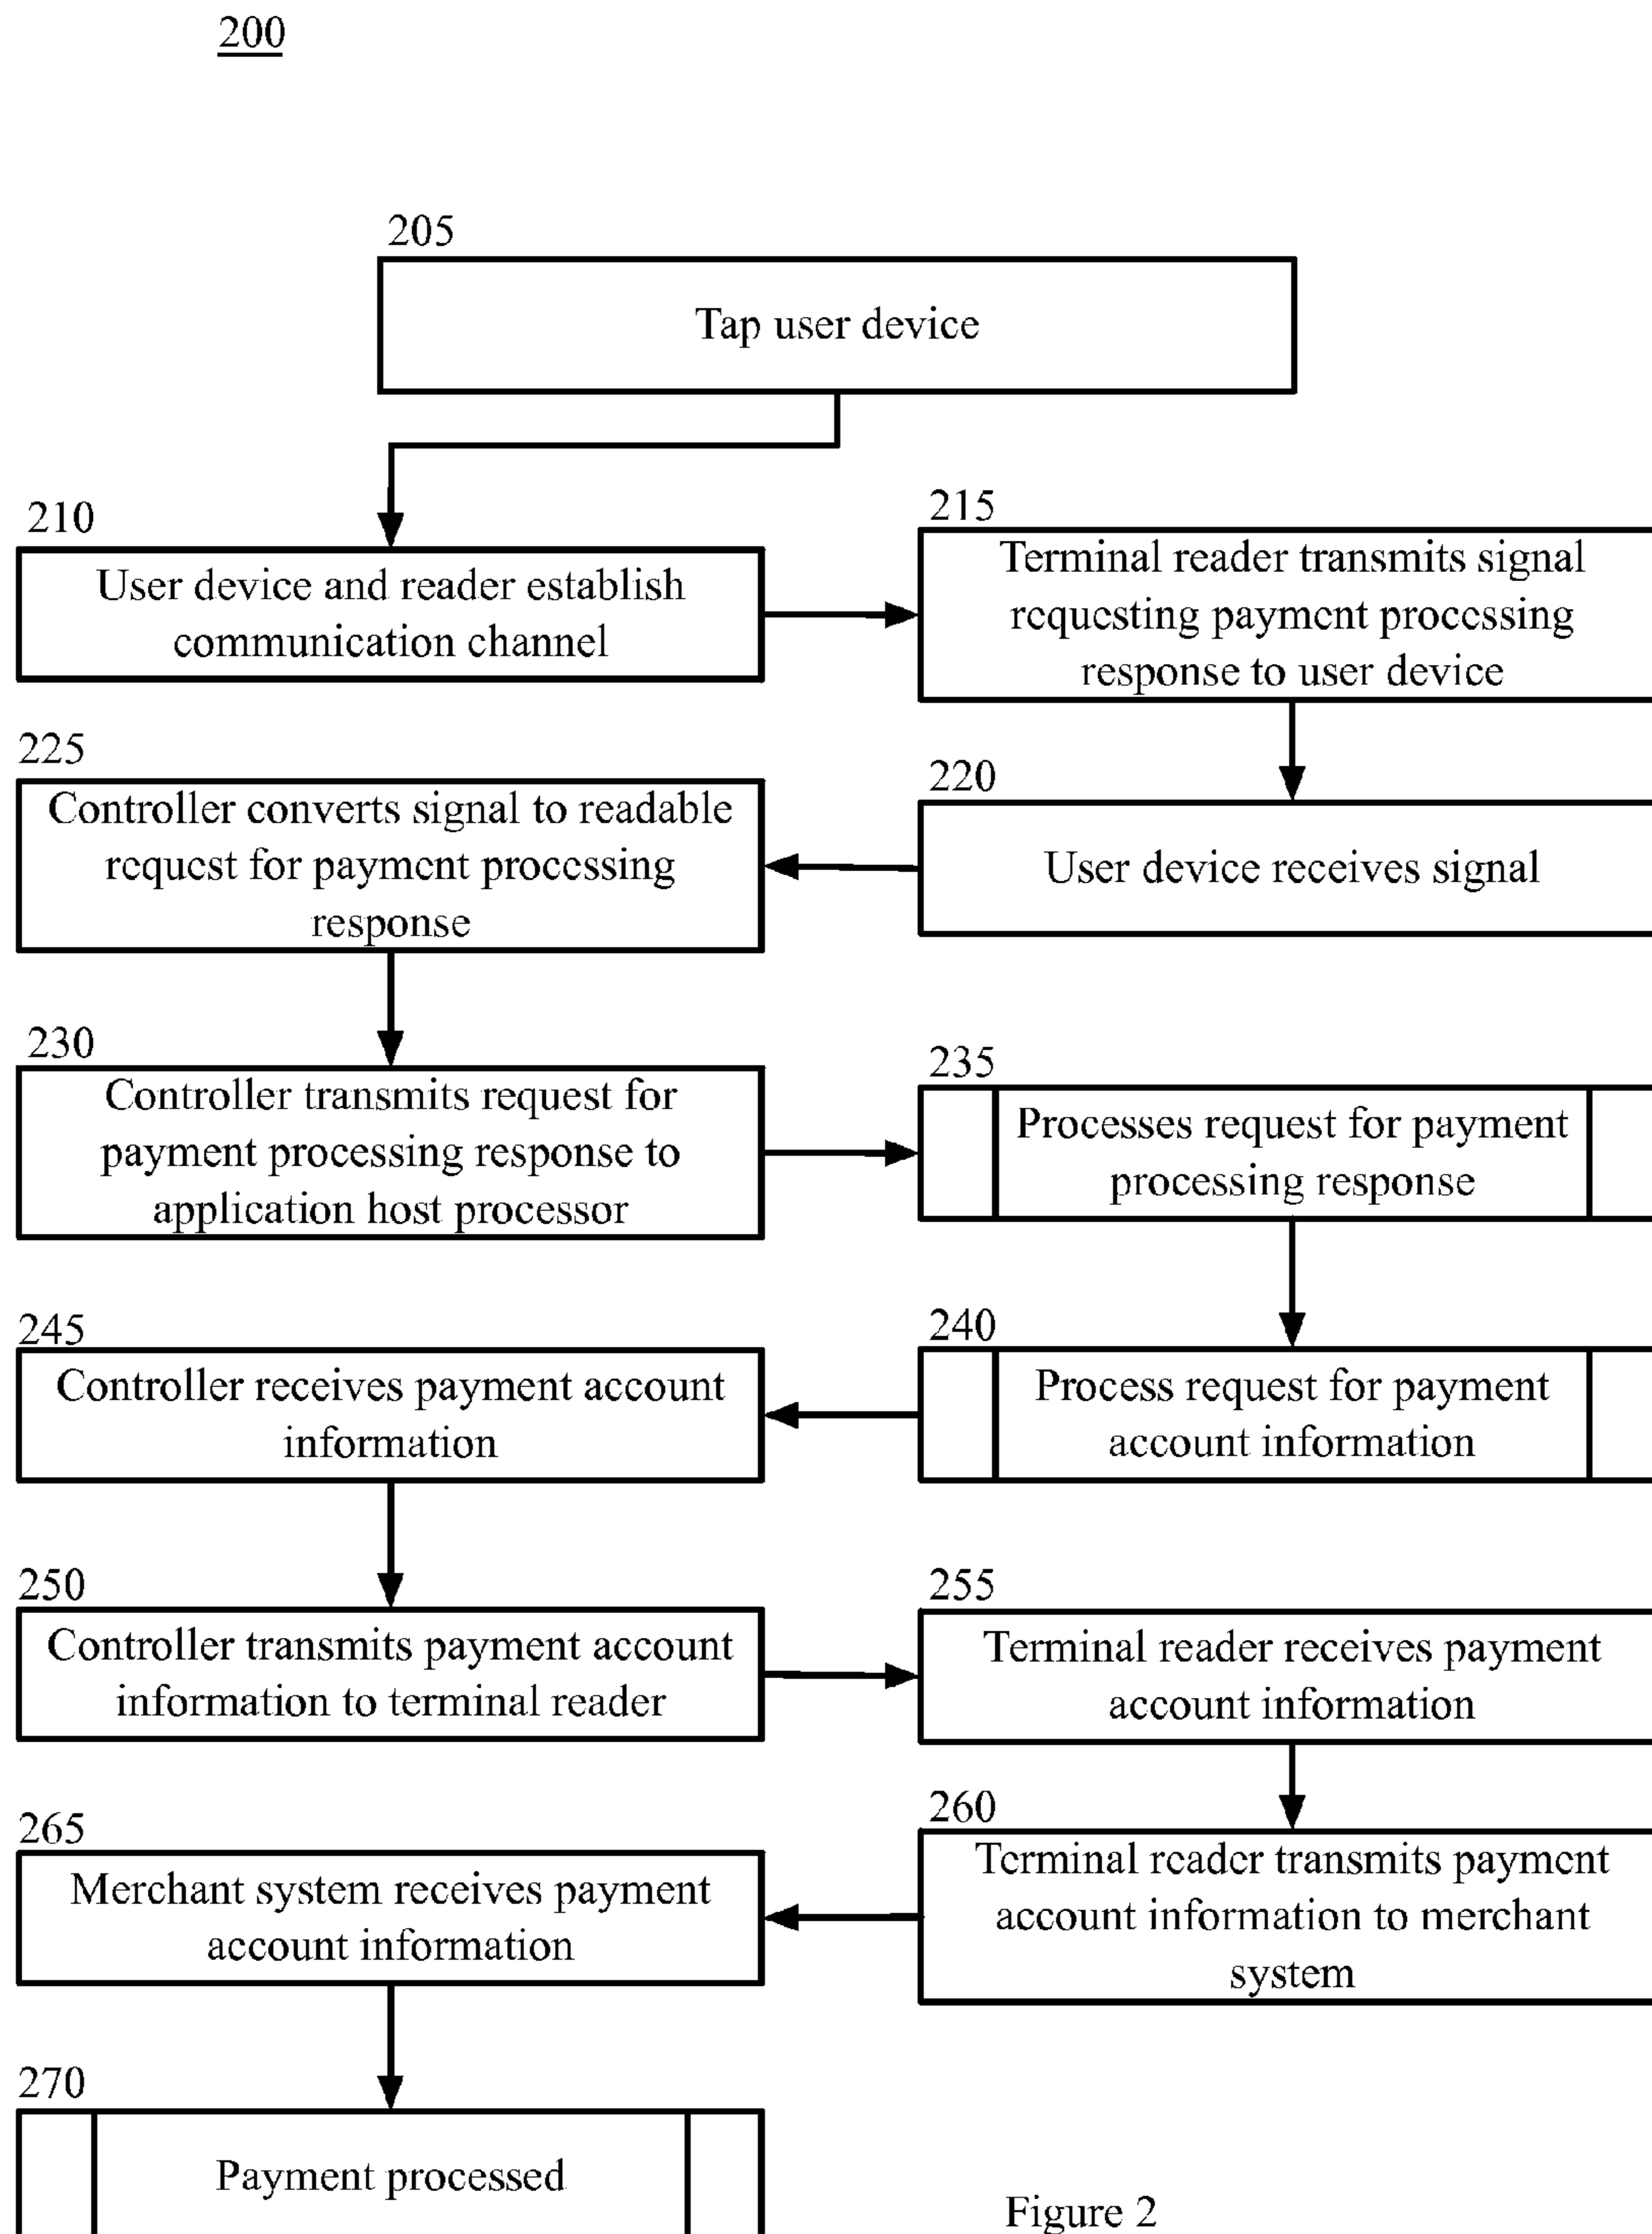 200
205
Tap user device
210
User device and reader establish
communication channel
215
Terminal reader transmits signal
requesting payment processing
response to user device
220
User device receives signal
225
Controller converts signal to readable
request for payment processing
response
230
Controller transmits request for
payment processing response to
application host processor
235
Processes request for payment
processing response
240
Process request for payment
account information
245
Controller receives payment account
information
250
Controller transmits payment account
information to terminal reader
255
Terminal reader receives payment
account information
260
Terminal reader transmits payment
account information to merchant
system
265
Merchant system receives payment
account information
270
Payment processed
Figure 2